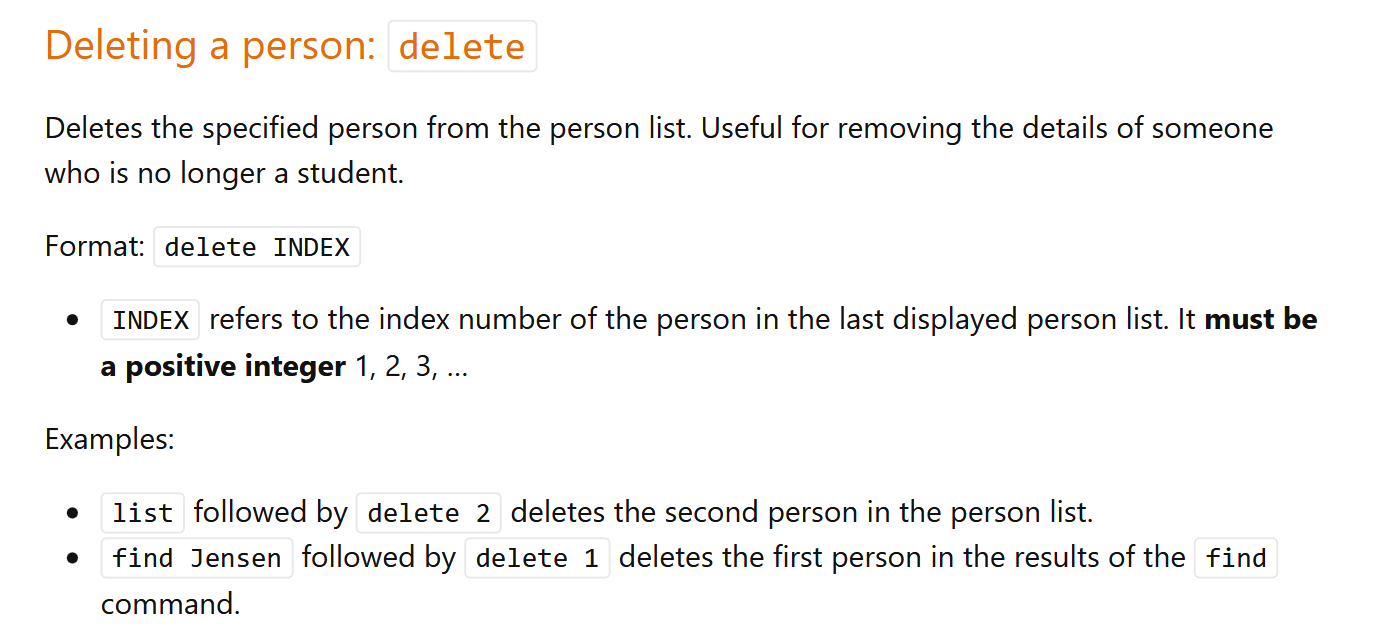 Deleting a person: delete
Deletes the specified person from the person list. Useful for removing the details of someone
who is no longer a student.
Format: delete INDEX
• INDEX refers to the index number of the person in the last displayed person list. It must be
a positive integer 1, 2, 3, …
Examples:
• list followed by delete 2 deletes the second person in the person list.
• find Jensen followed by delete 1 deletes the first person in the results of the find
command.